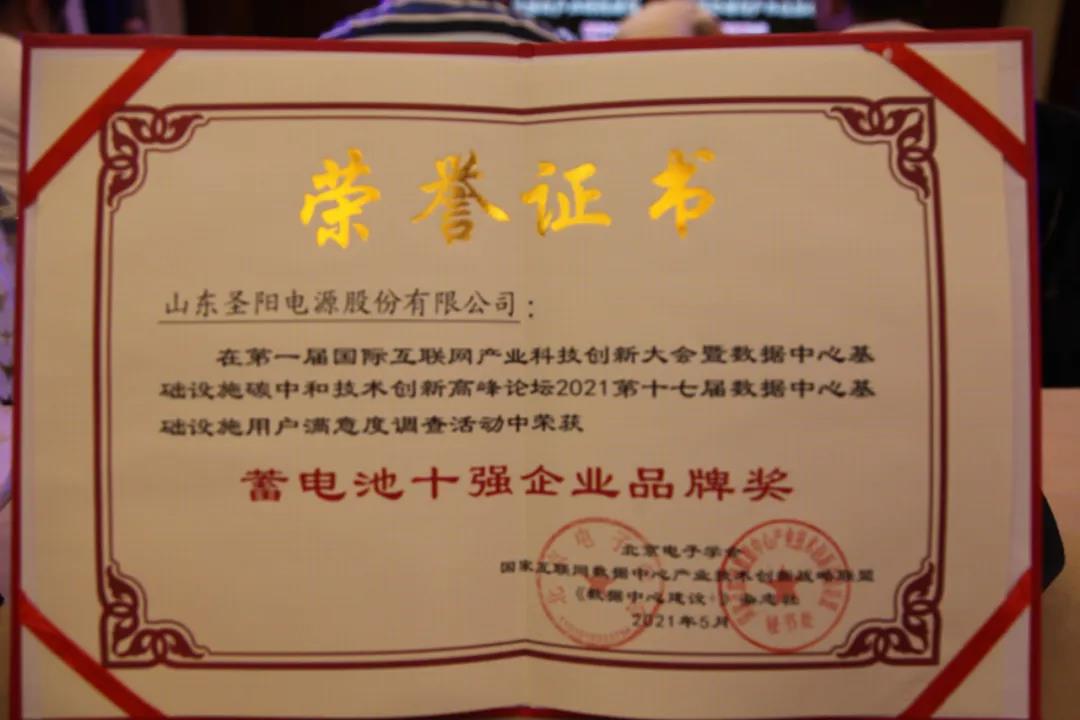 荣誉证书
山东圣阳电源股份有限公司：
在第一届国际互联网产业科技创新大会暨数据中心基
础设施碳中和技术创新高峰论坛2021第十七届数据中心基
础设施用户满意度调查活动中荣获
蓄电池十强企业品牌奖
北京电子学会
国家互联网数据中心产业技术创新战略联盟
《数据中心建设+》杂志社
2021年5月
秘书处